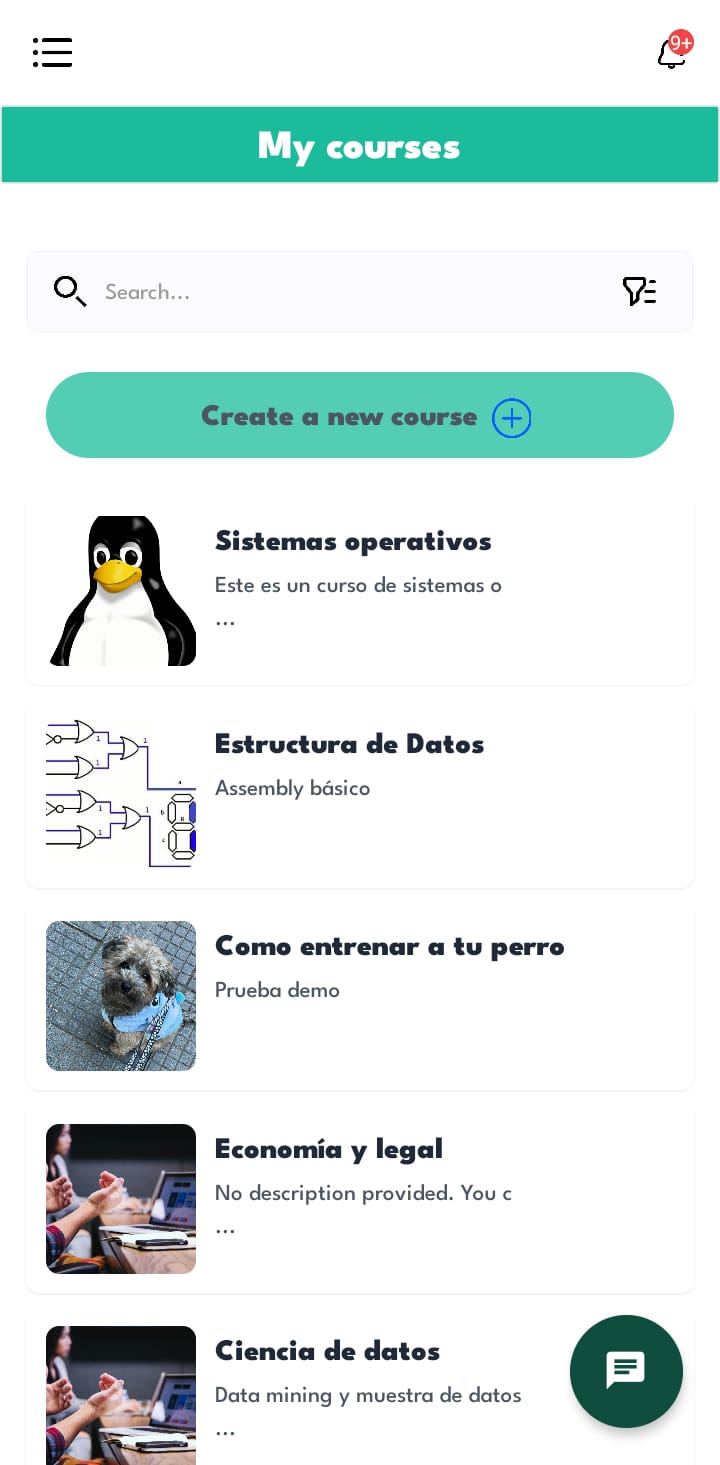 9+
My courses
Search...
Create a new course
Sistemas operativos
Este es un curso de sistemas o
...
Estructura de Datos
Assembly básico
Como entrenar a tu perro
Prueba demo
Economía y legal
No description provided. You c
...
Ciencia de datos
Data mining y muestra de datos
...